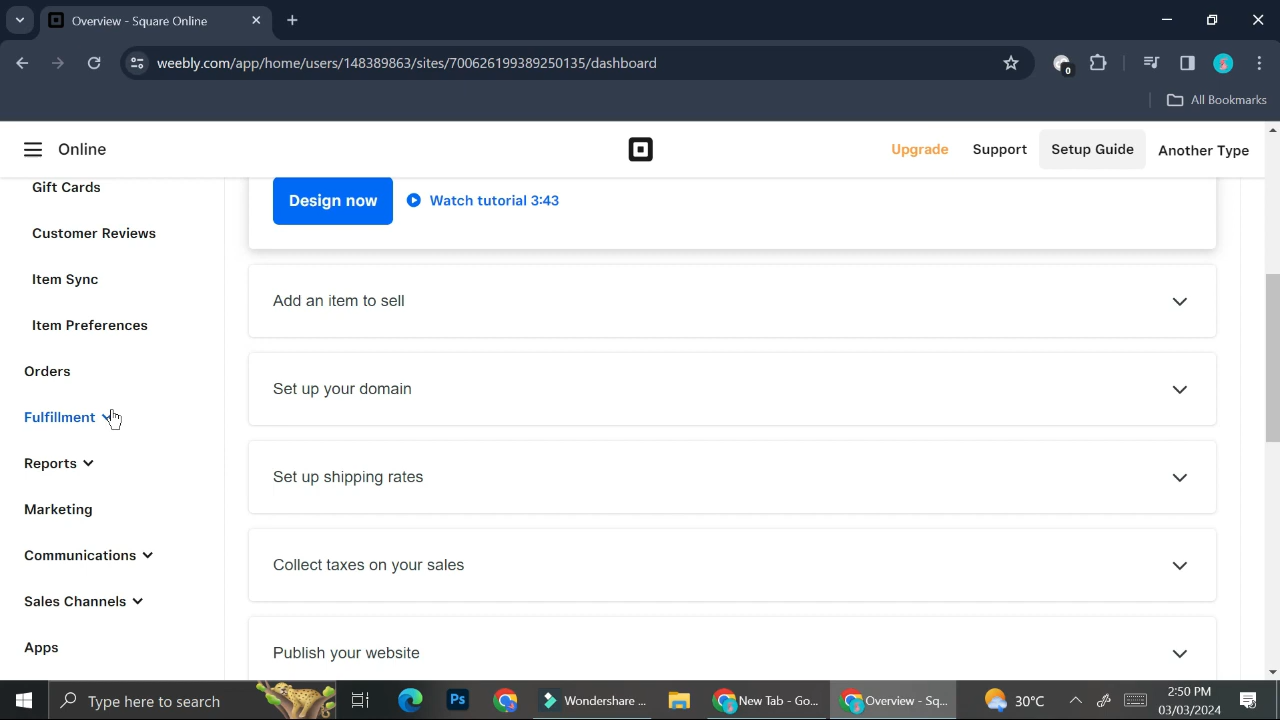 Overview - Square Online
weebly.com/app/home/users/148389863/sites/700626199389250135/dashboard
0
All Bookmarks
Online
Upgrade
Support
Setup Guide
Another Type
Gift Cards
Design now
Watch tutorial 3:43
Customer Reviews
Item Sync
Add an item to sell
Item Preferences
Orders
Set up your domain
Fulfillment
Reports
Set up shipping rates
Marketing
Communications
Collect taxes on your sales
Sales Channels
Apps
Publish your website
Type here to search
Ps
Wondershare ...
New Tab - Go...
Overview - Sq...
30°C
2:50 PM
03/03/2024